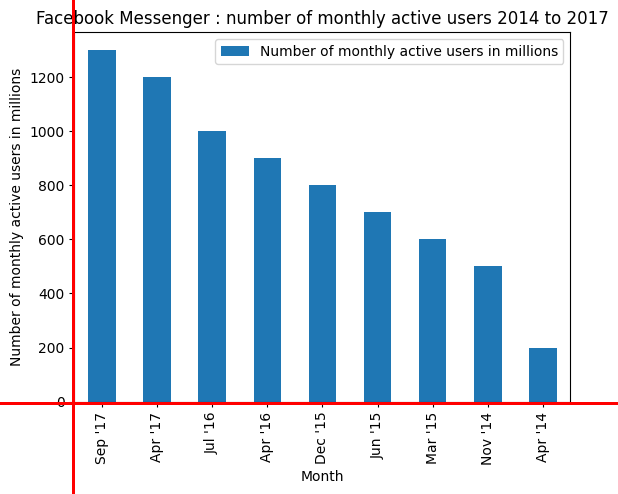 Facebook Messenger : number of monthly active users 2014 to 2017
Number of monthly active users in millions
Number of monthly active users in millions
1200
1000
800
600
400
200
0
Sep '17
Apr '17
Jul '16
Apr '16
Dec '15
Jun '15
Mar '15
Nov '14
Apr '14
Month